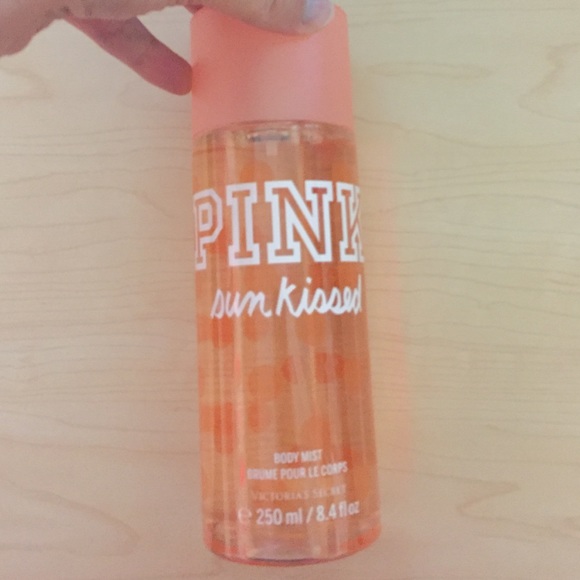 PINK
sun kissed
BODY MIST
BRUME POUR LE CORPS
VICTORIA'S SECRET
℮ 250 ml / 8.4 fl oz